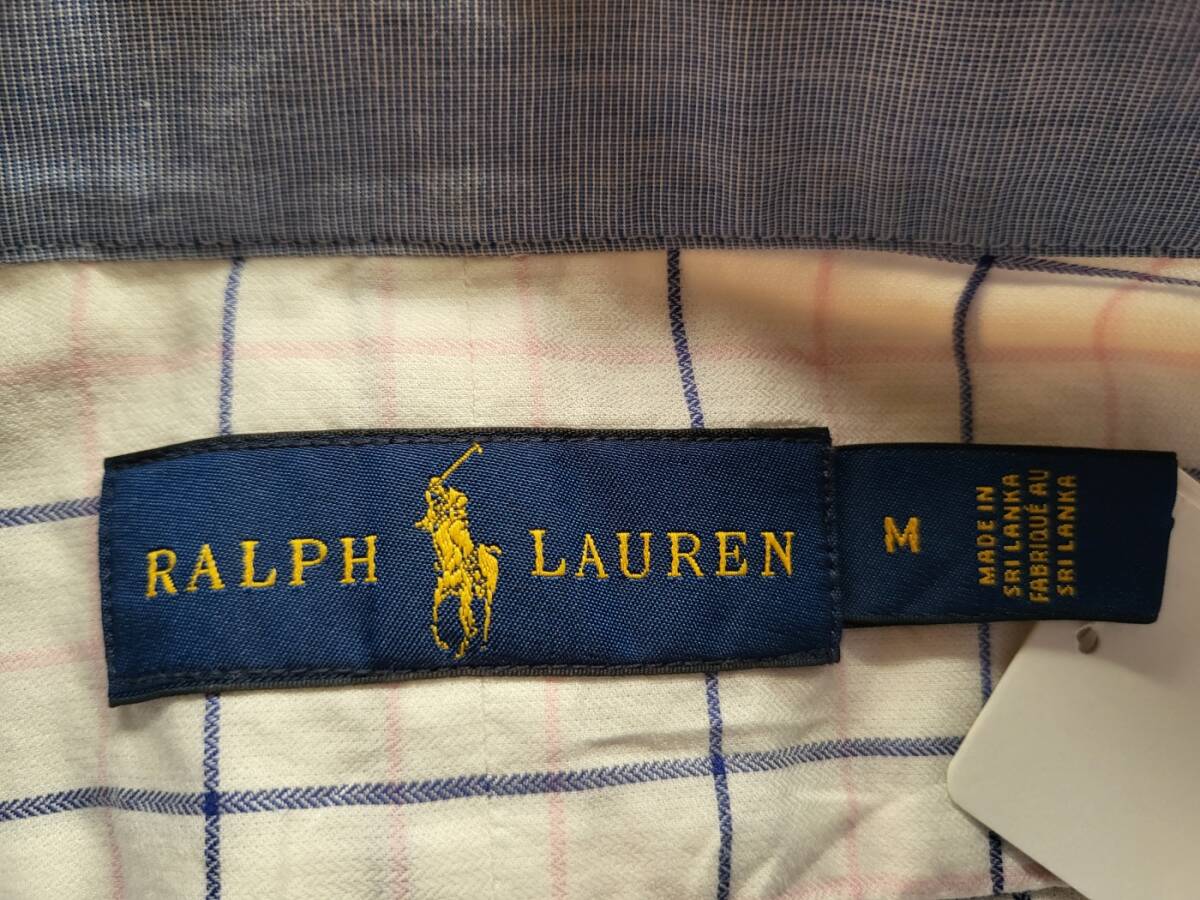 RALPH LAUREN
M
MADE IN
SRI LANKA
FABRIQUÉ AU
SRI LANKA